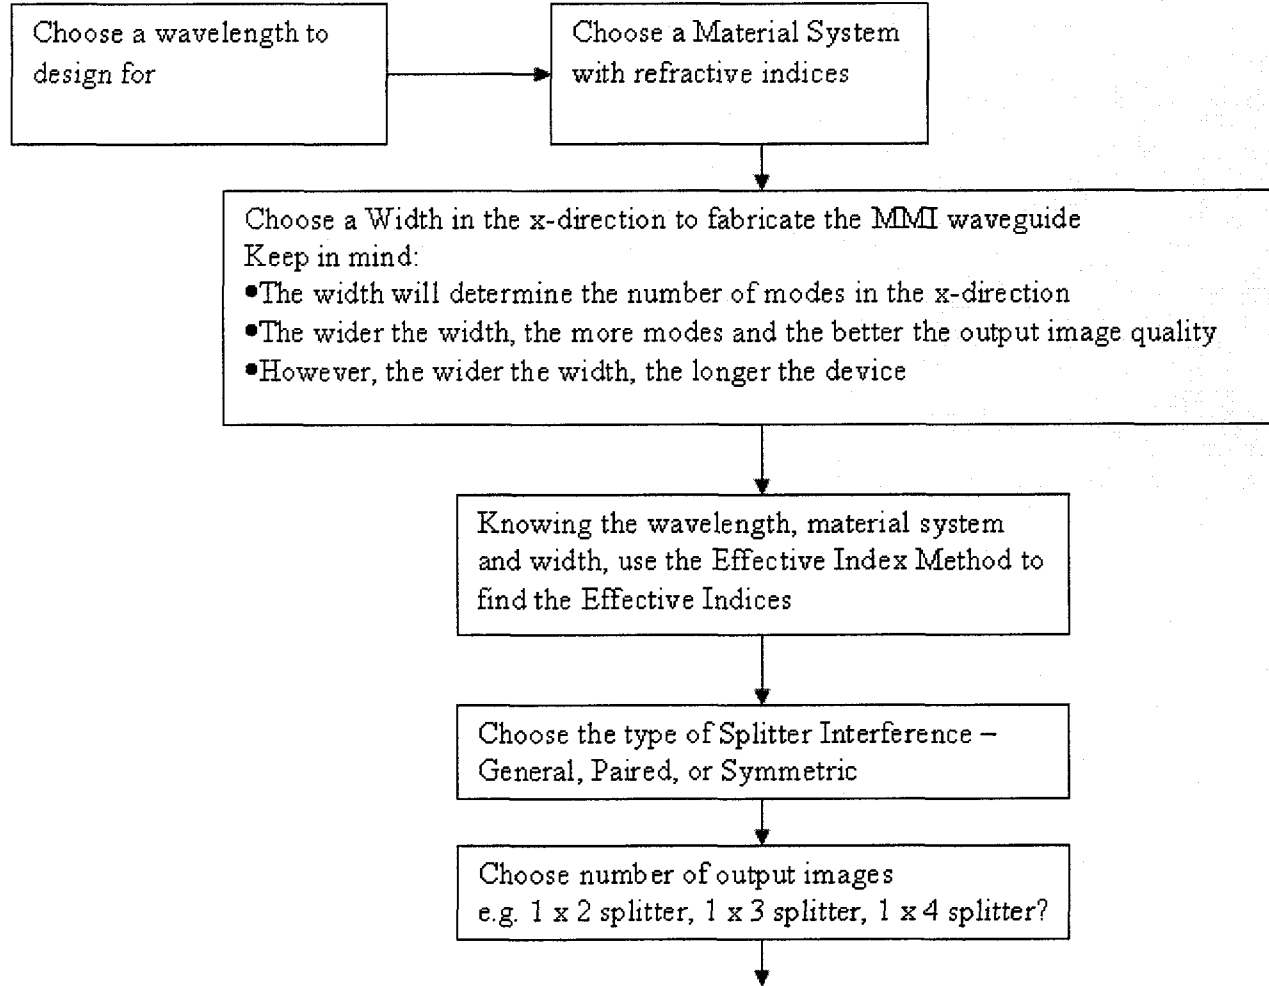 Choose a wavelength to
design for
Choose a Material System
with refractive indices
Choose a Width in the x-direction to fabricate the MMI waveguide
Keep in mind:
•The width will determine the number of modes in the x-direction
•The wider the width, the more modes and the better the output image quality
•However, the wider the width, the longer the device
Knowing the wavelength, material system
and width, use the Effective Index Method to
find the Effective Indices
Choose the type of Splitter Interference –
General, Paired, or Symmetric
Choose number of output images
e.g. 1 x 2 splitter, 1 x 3 splitter, 1 x 4 splitter?